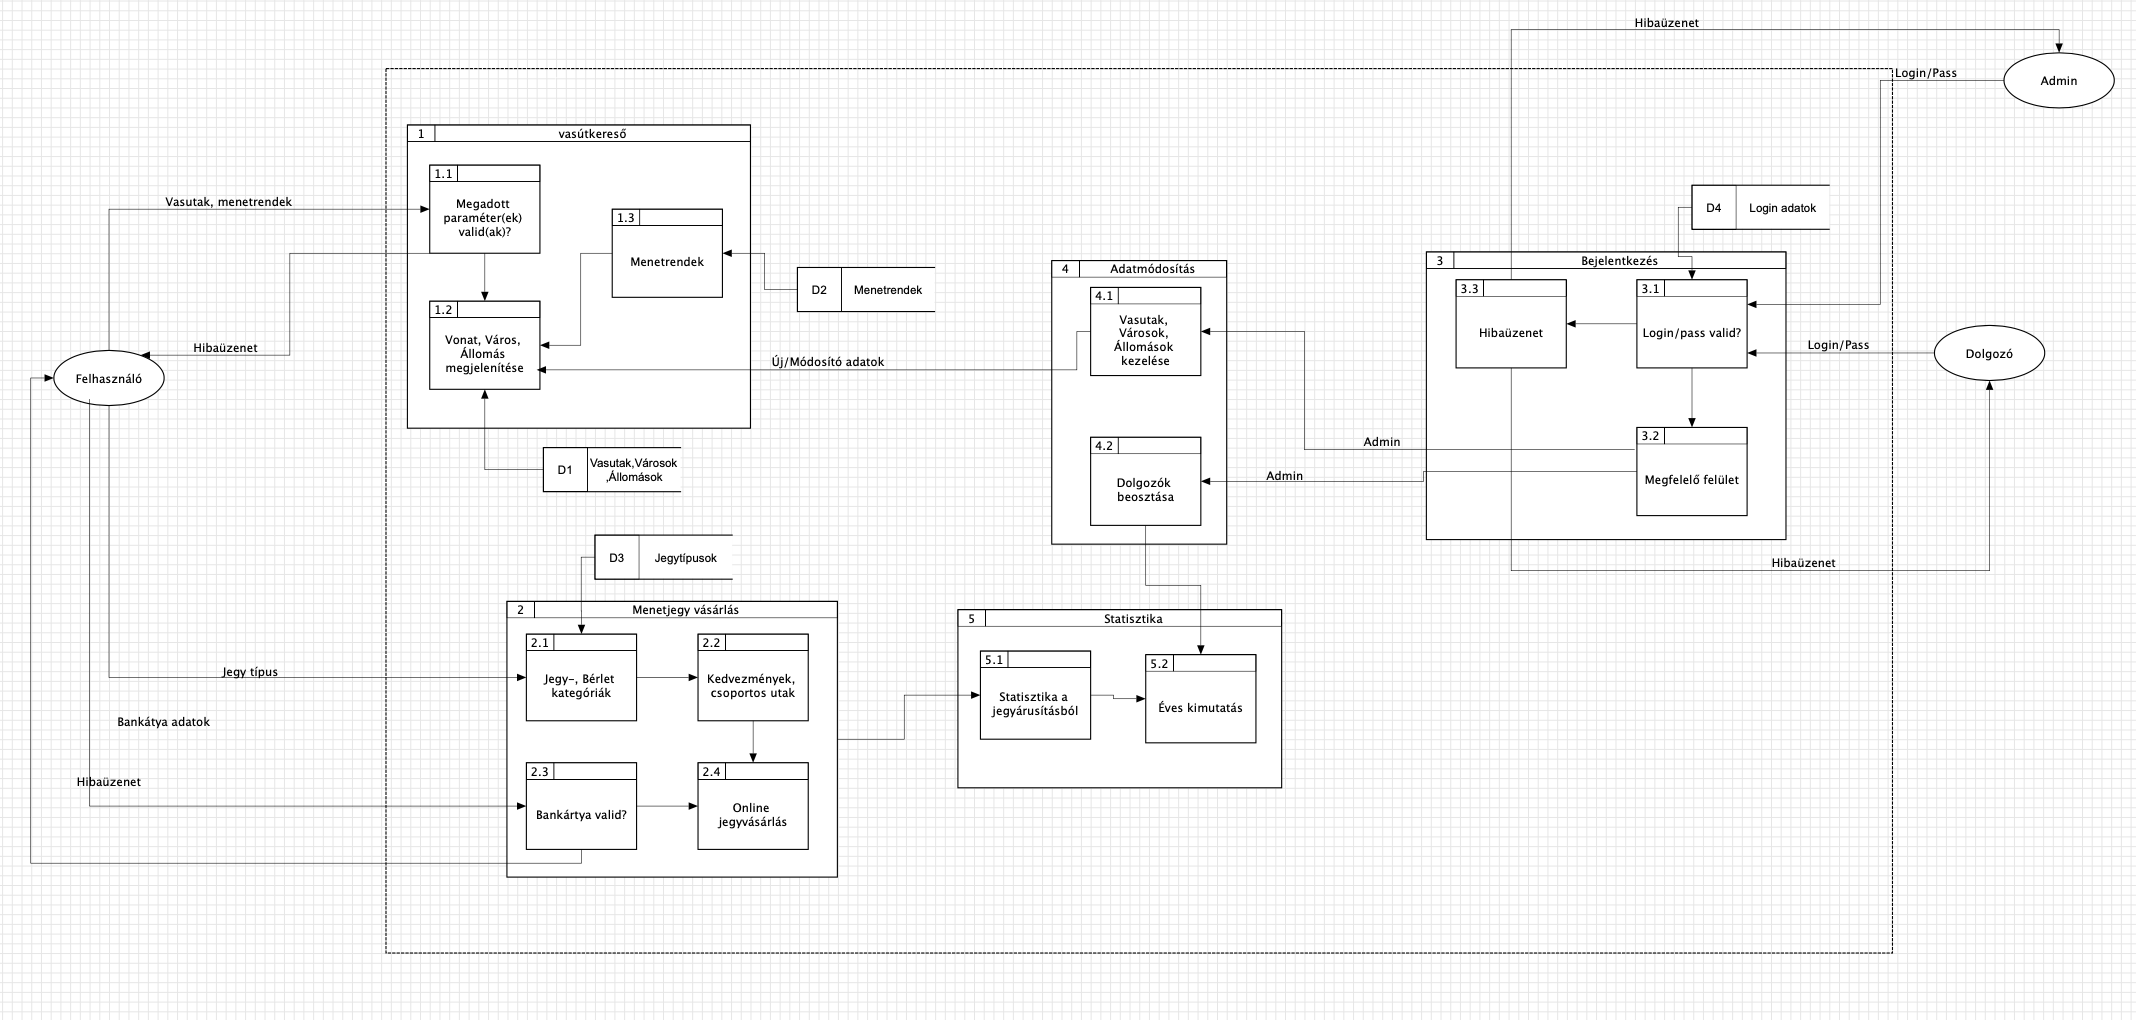 Hibaüzenet
Admin
Login/Pass
1 vasútkereső
1.1
Megadott
paraméter(ek)
valid(ak)?
Vasutak, menetrendek
1.3
Menetrendek
D2 Menetrendek
1.2
Vonat, Város,
Állomás
megjelenítése
Hibaüzenet
Felhasználó
D1 Vasutak,Városok
,Állomások
Új/Módosító adatok
4 Adatmódosítás
4.1
Vasutak,
Városok,
Állomások
kezelése
4.2
Dolgozók
beosztása
Admin
Admin
D4 Login adatok
3 Bejelentkezés
3.3
Hibaüzenet
3.1
Login/pass valid?
3.2
Megfelelő felület
Login/Pass
Dolgozó
Hibaüzenet
D3 Jegytípusok
2 Menetjegy vásárlás
2.1
Jegy-, Bérlet
kategóriák
2.2
Kedvezmények,
csoportos utak
2.3
Bankártya valid?
2.4
Online
jegyvásárlás
Jegy típus
Bankátya adatok
Hibaüzenet
5 Statisztika
5.1
Statisztika a
jegyárusításból
5.2
Éves kimutatás